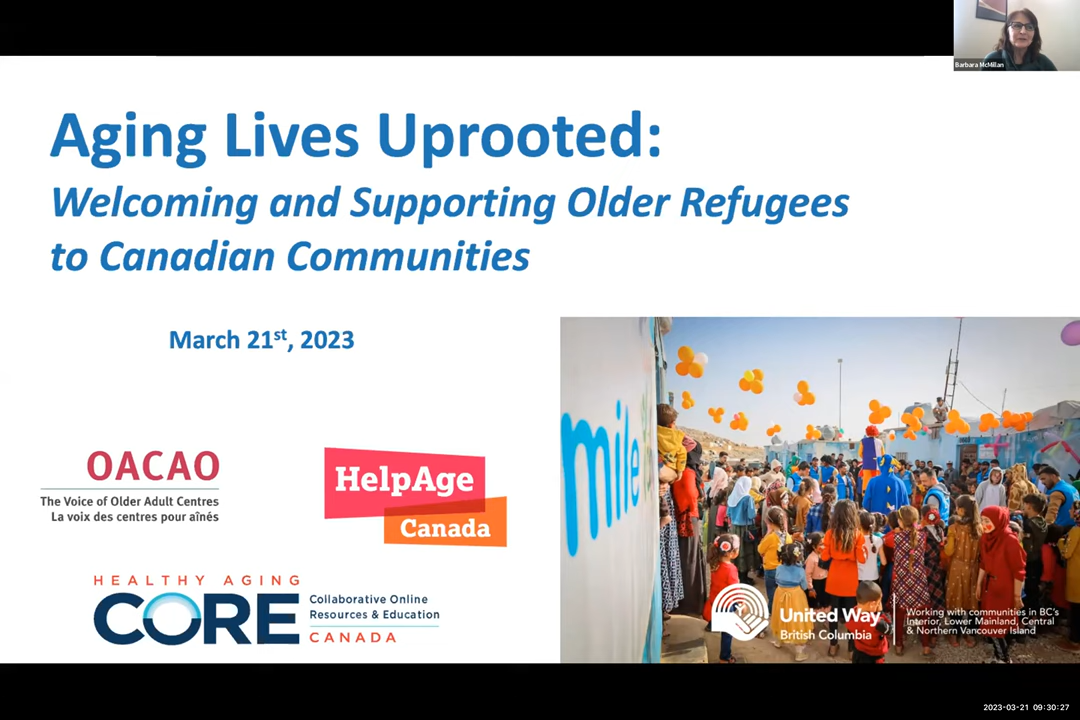 Barbara McMillan
Aging Lives Uprooted:
Welcoming and Supporting Older Refugees
to Canadian Communities
March 21st, 2023
OACAO
The Voice of Older Adult Centres
La voix des centres pour aînés
HelpAge
Canada
HEALTHY AGING
CORE
Collaborative Online
Resources & Education
CANADA
mile
United Way
British Columbia
Working with communities in BC's
Interior, Lower Mainland, Central
& Northern Vancouver Island
2023-03-21 09:30:27